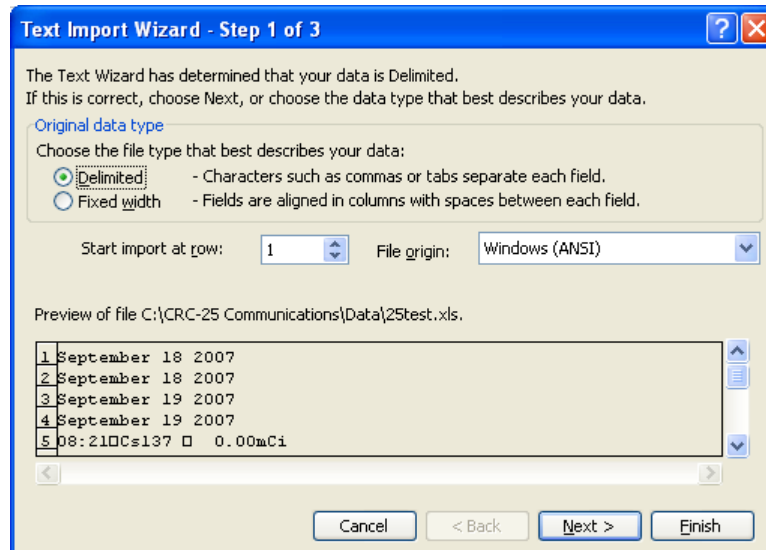 Text Import Wizard - Step 1 of 3
The Text Wizard has determined that your data is Delimited.
If this is correct, choose Next, or choose the data type that best describes your data.
Original data type
Choose the file type that best describes your data:
Delimited - Characters such as commas or tabs separate each field.
Fixed width - Fields are aligned in columns with spaces between each field.
Start import at row: 1 File origin: Windows (ANSI)
Preview of file C:\CRC-25 Communications\Data\25test.xls.
1 September 18 2007
2 September 18 2007
3 September 19 2007
4 September 19 2007
5 08:21□Cs137 □ 0.00mCi
Cancel < Back Next > Finish